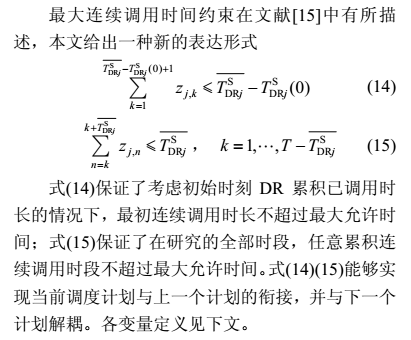 最大连续调用时间约束在文献[15]中有所描
述，本文给出一种新的表达形式
$\sum_{k=1}^{\overline{T_{\mathrm{DR}j}^{\mathrm{S}}}-T_{\mathrm{DR}j}^{\mathrm{S}}(0)+1} z_{j,k} \leqslant \overline{T_{\mathrm{DR}j}^{\mathrm{S}}}-T_{\mathrm{DR}j}^{\mathrm{S}}(0)$ (14)
$\sum_{n=k}^{k+\overline{T_{\mathrm{DR}j}^{\mathrm{S}}}} z_{j,n} \leqslant \overline{T_{\mathrm{DR}j}^{\mathrm{S}}}$， $k=1,\cdots,T-\overline{T_{\mathrm{DR}j}^{\mathrm{S}}}$ (15)
式(14)保证了考虑初始时刻 DR 累积已调用时
长的情况下，最初连续调用时长不超过最大允许时
间；式(15)保证了在研究的全部时段，任意累积连
续调用时段不超过最大允许时间。式(14)(15)能够实
现当前调度计划与上一个计划的衔接，并与下一个
计划解耦。各变量定义见下文。